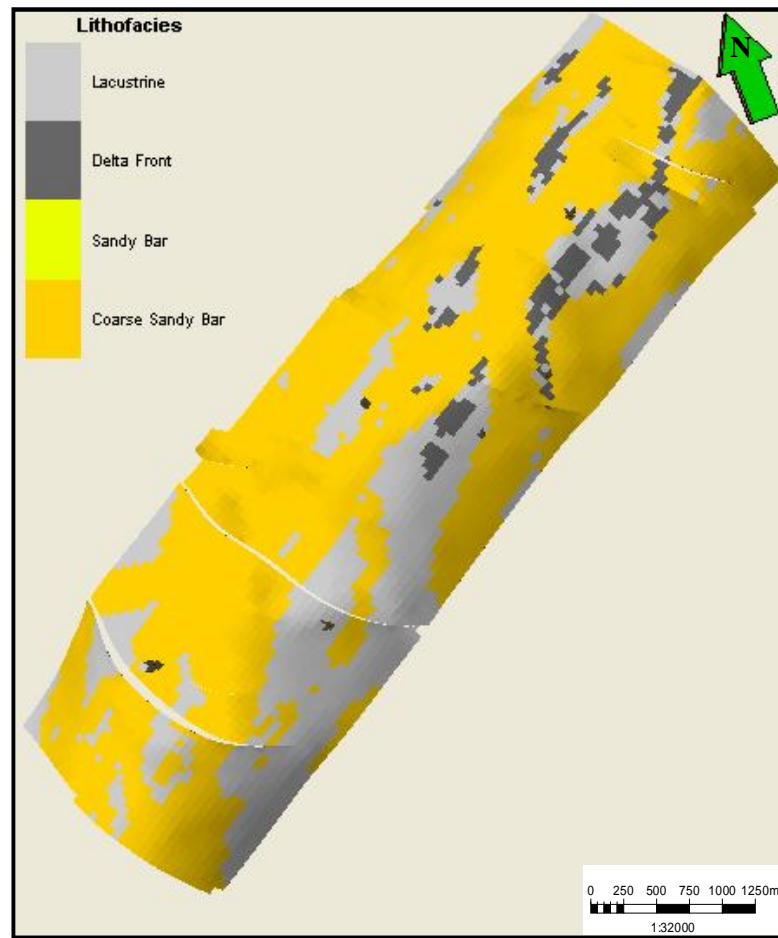 Lithofacies
Lacustrine
Delta Front
Sandy Bar
Coarse Sandy Bar
N
0 250 500 750 1000 1250m
1:32000